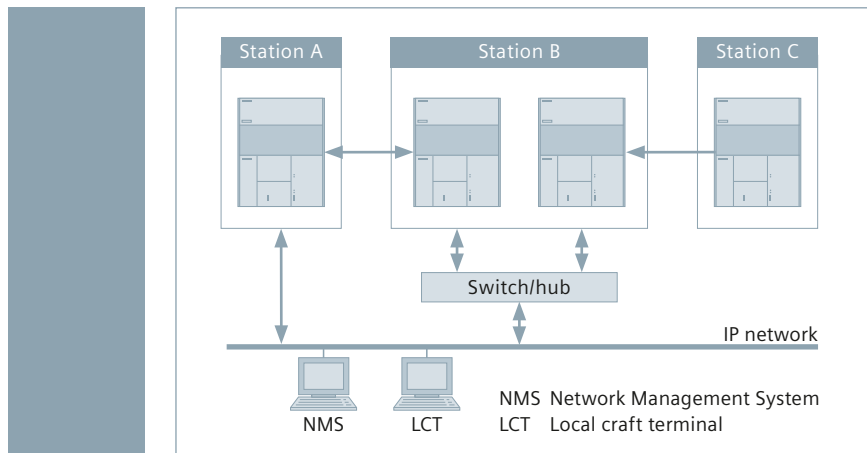 Station A
Station B
Station C
Switch/hub
IP network
NMS
LCT
NMS Network Management System
LCT Local craft terminal